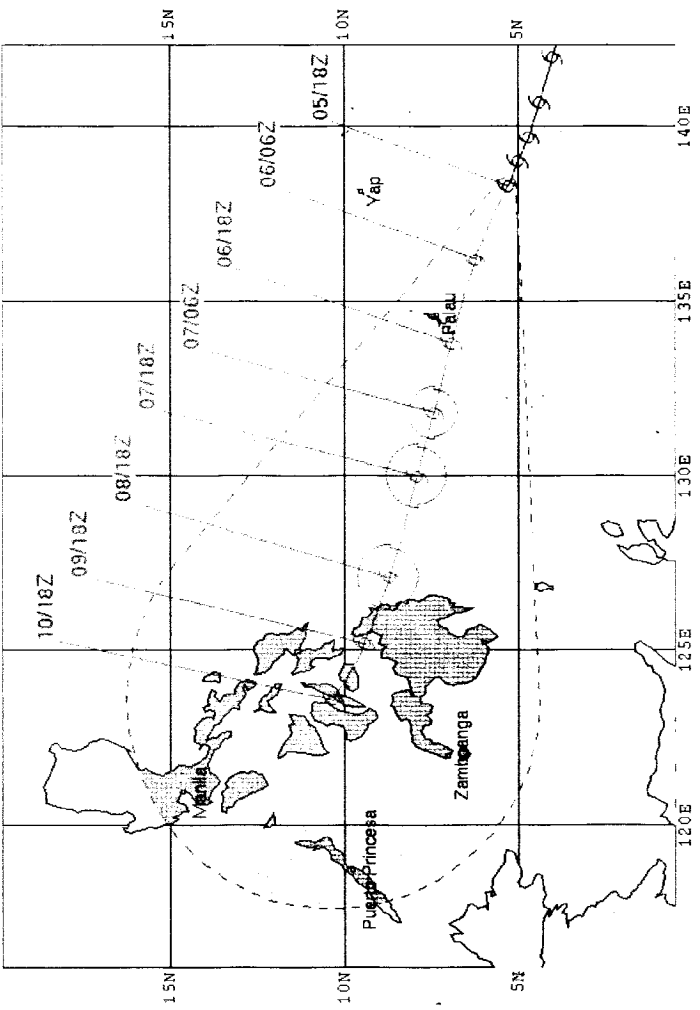 15N
10N
5N
05/18Z
06/06Z
06/18Z
07/06Z
07/18Z
08/18Z
09/18Z
10/18Z
Yap
Palau
Manila
Puerto Princesa
Zamboanga
140E
135E
130E
125E
120E
15N
10N
5N